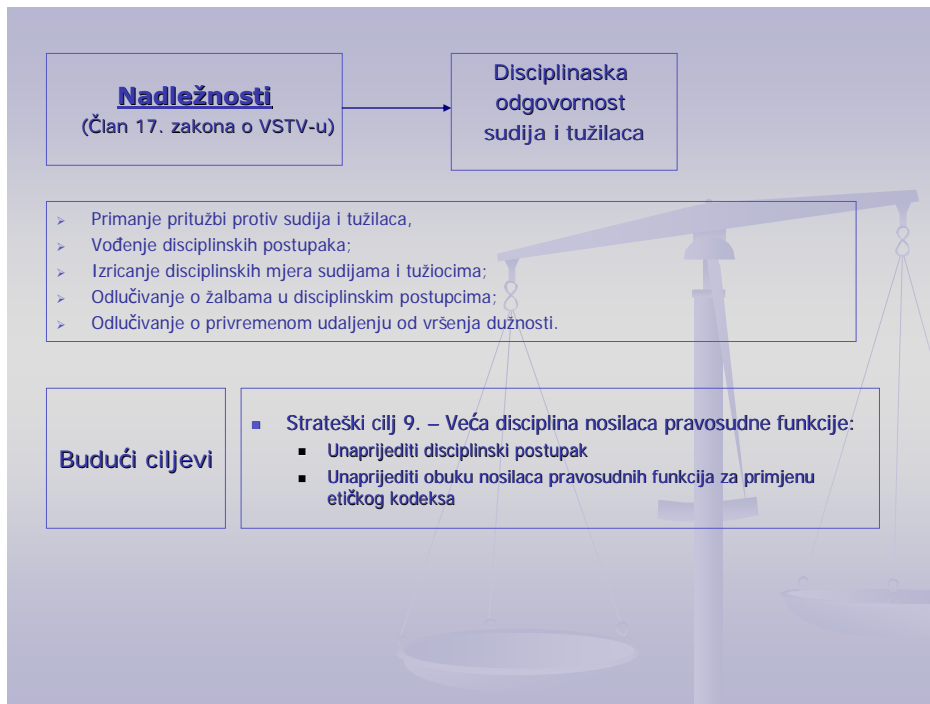 Nadležnosti
(Član 17. zakona o VSTV-u)
Disciplinaska
odgovornost
sudija i tužilaca
Primanje pritužbi protiv sudija i tužilaca,
Vođenje disciplinskih postupaka;
Izricanje disciplinskih mjera sudijama i tužiocima;
Odlučivanje o žalbama u disciplinskim postupcima;
Odlučivanje o privremenom udaljenju od vršenja dužnosti.
Budući ciljevi
Strateški cilj 9. – Veća disciplina nosilaca pravosudne funkcije:
Unaprijediti disciplinski postupak
Unaprijediti obuku nosilaca pravosudnih funkcija za primjenu
etičkog kodeksa